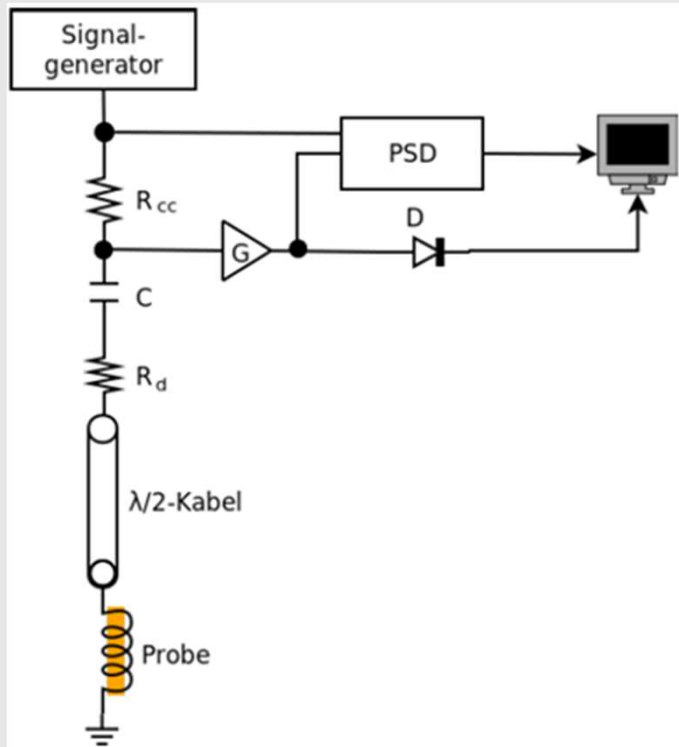 Signal-
generator
PSD
R cc
D
G
C
R d
λ/2-Kabel
Probe